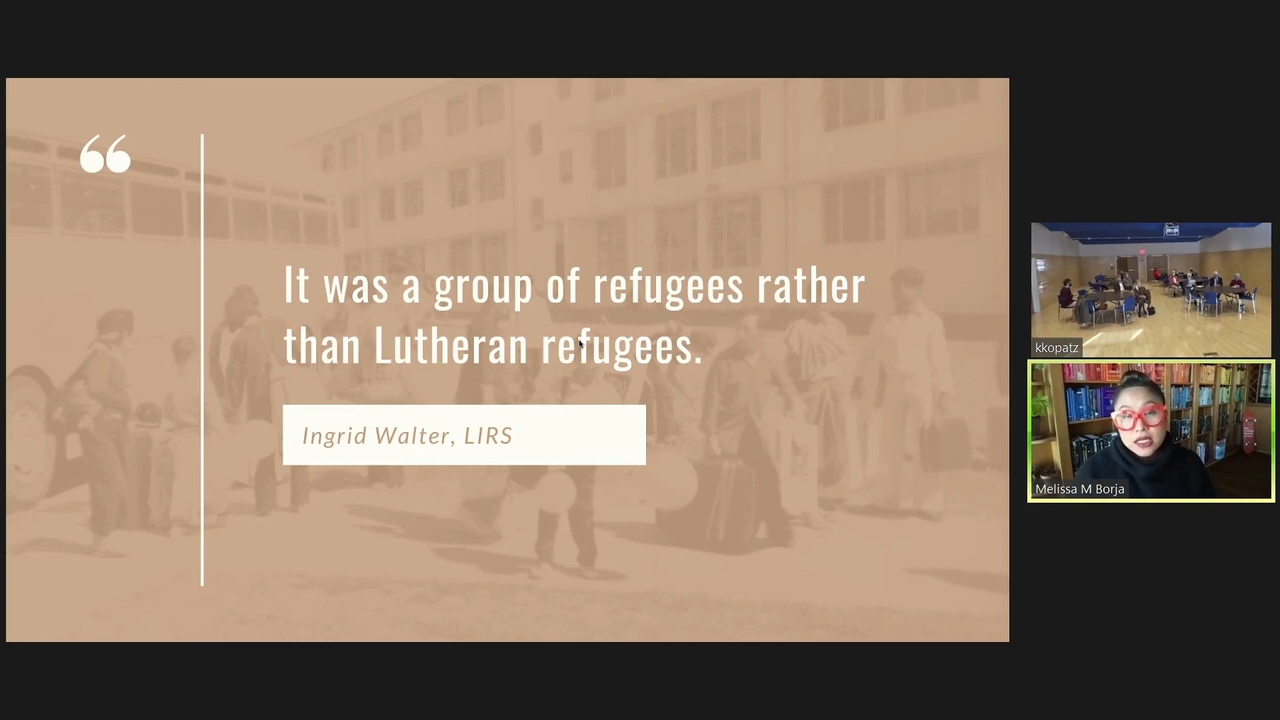 “
It was a group of refugees rather
than Lutheran refugees.
Ingrid Walter, LIRS
kkopatz
Melissa M Borja